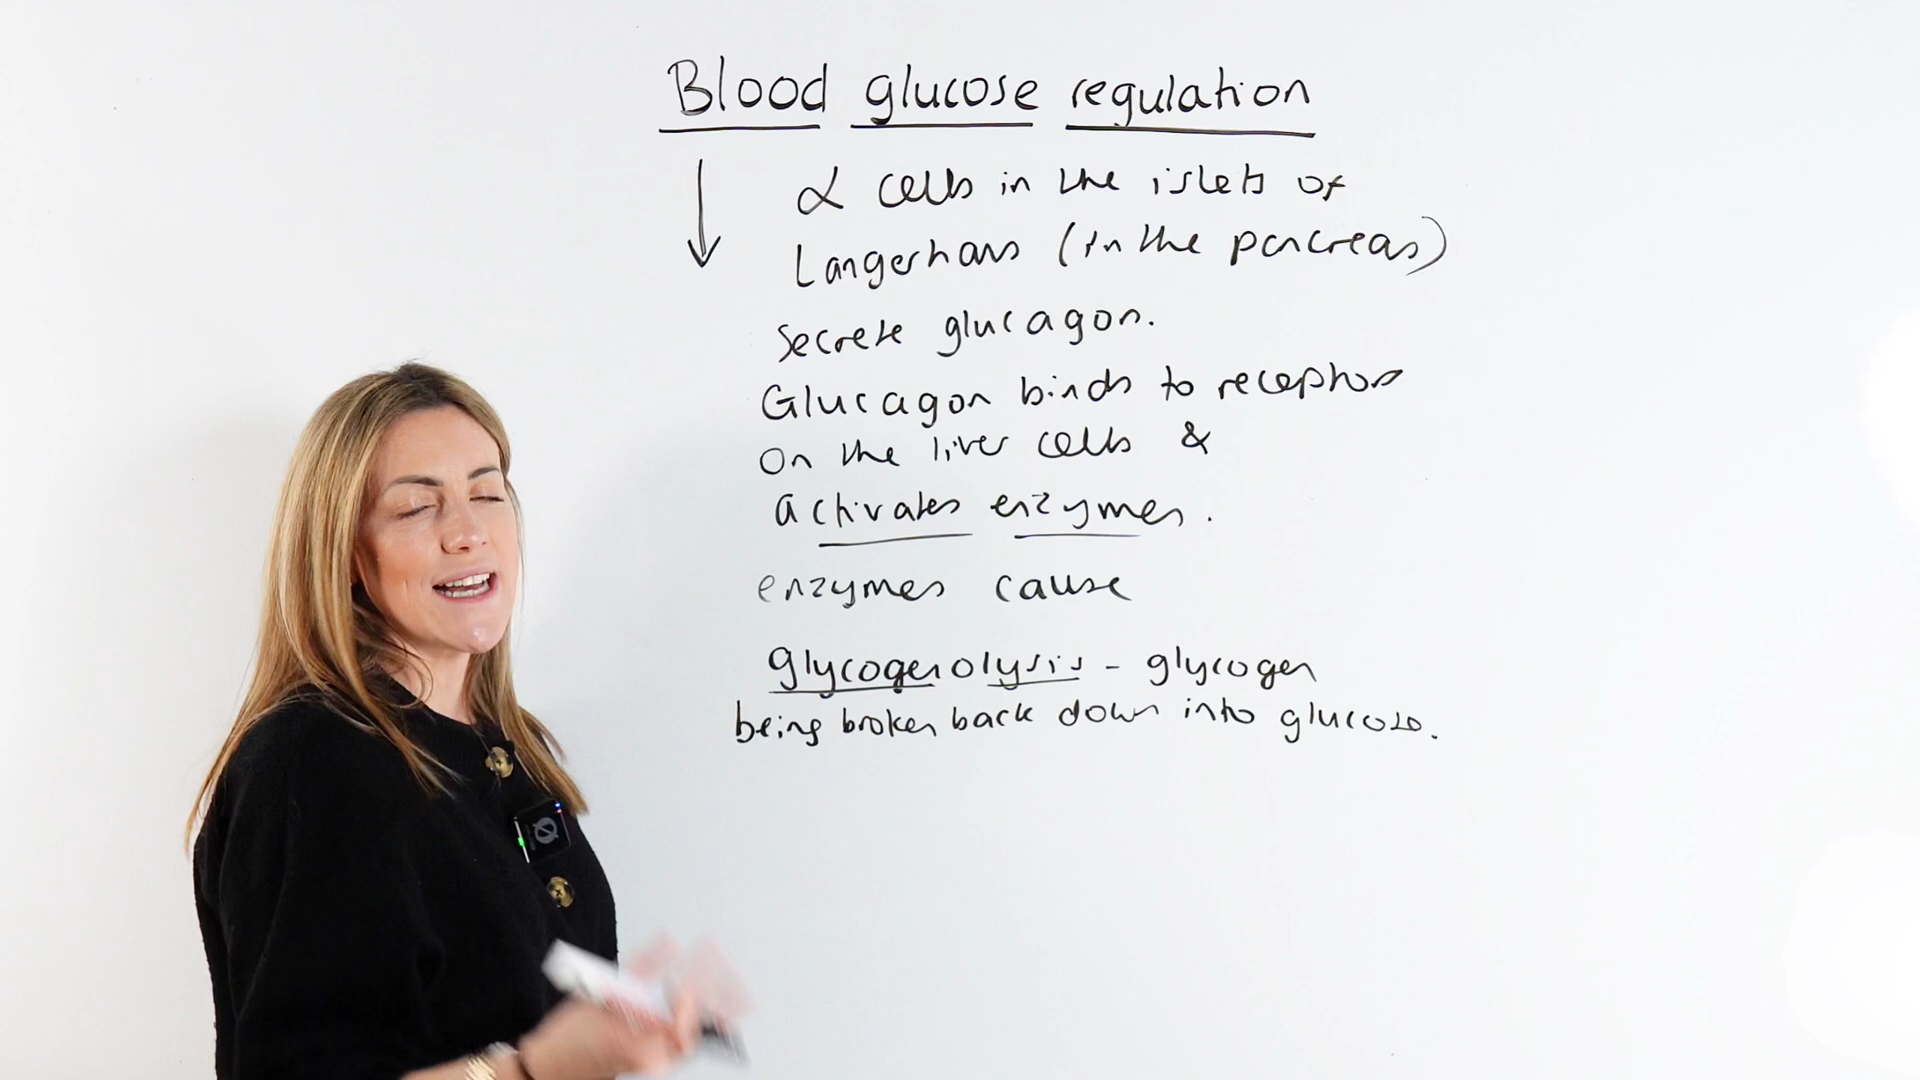 Blood glucose regulation
↓ α cells in the islets of
Langerhans (in the pancreas)
secrete glucagon.
Glucagon binds to receptors
on the liver cells &
activates enzymes.
enzymes cause
glycogenolysis - glycogen
being broken back down into glucose.